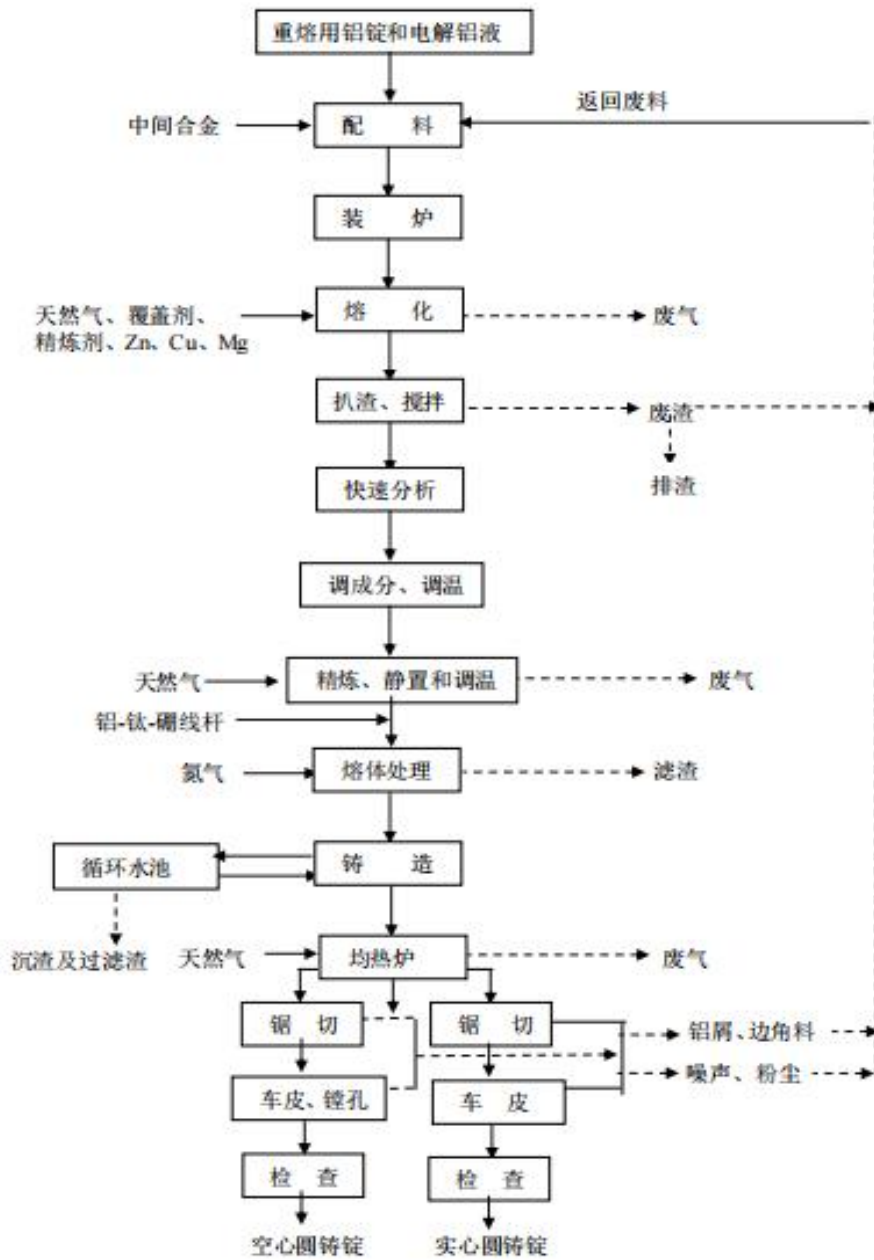 重熔用铝锭和电解铝液
返回废料
中间合金
配 料
装 炉
天然气、覆盖剂、
精炼剂、Zn、Cu、Mg
熔 化
废气
扒渣、搅拌
废渣
排渣
快速分析
调成分、调温
天然气
精炼、静置和调温
废气
铝-钛-硼线杆
氮气
熔体处理
滤渣
循环水池
铸 造
沉渣及过滤渣
天然气
均热炉
废气
锯 切
锯 切
铝屑、边角料
噪声、粉尘
车皮、镗孔
车 皮
检 查
检 查
空心圆铸锭
实心圆铸锭